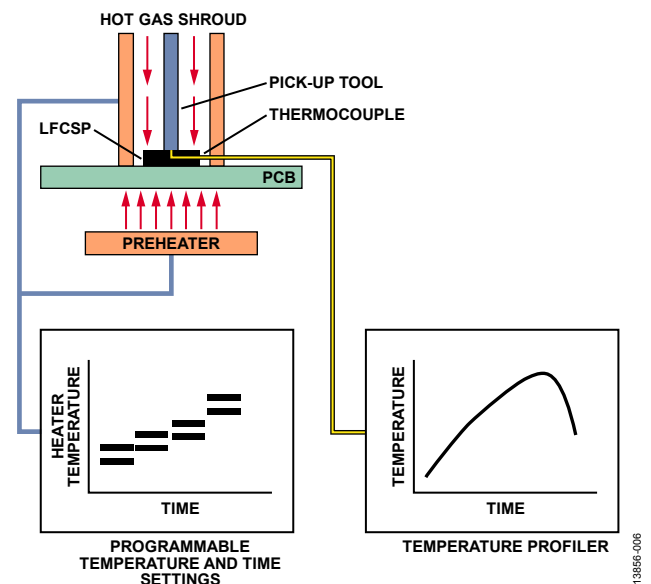 HOT GAS SHROUD
PICK-UP TOOL
THERMOCOUPLE
LFCSP
PCB
PREHEATER
HEATER
TEMPERATURE
TIME
PROGRAMMABLE
TEMPERATURE AND TIME
SETTINGS
TEMPERATURE
TIME
TEMPERATURE PROFILER
13856-006